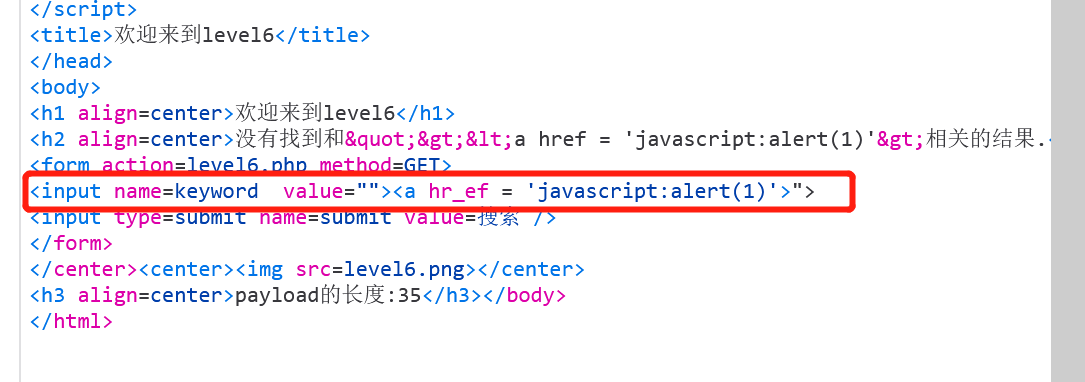 </script>
<title>欢迎来到level6</title>
</head>
<body>
<h1 align=center>欢迎来到level6</h1>
<h2 align=center>没有找到和&quot;&gt;&lt;a href = 'javascript:alert(1)'&gt;相关的结果.<
<form action=level6.php method=GET>
<input name=keyword  value=""><a hr_ef = 'javascript:alert(1)'>">
<input type=submit name=submit value=搜索 />
</form>
</center><center><img src=level6.png></center>
<h3 align=center>payload的长度:35</h3></body>
</html>